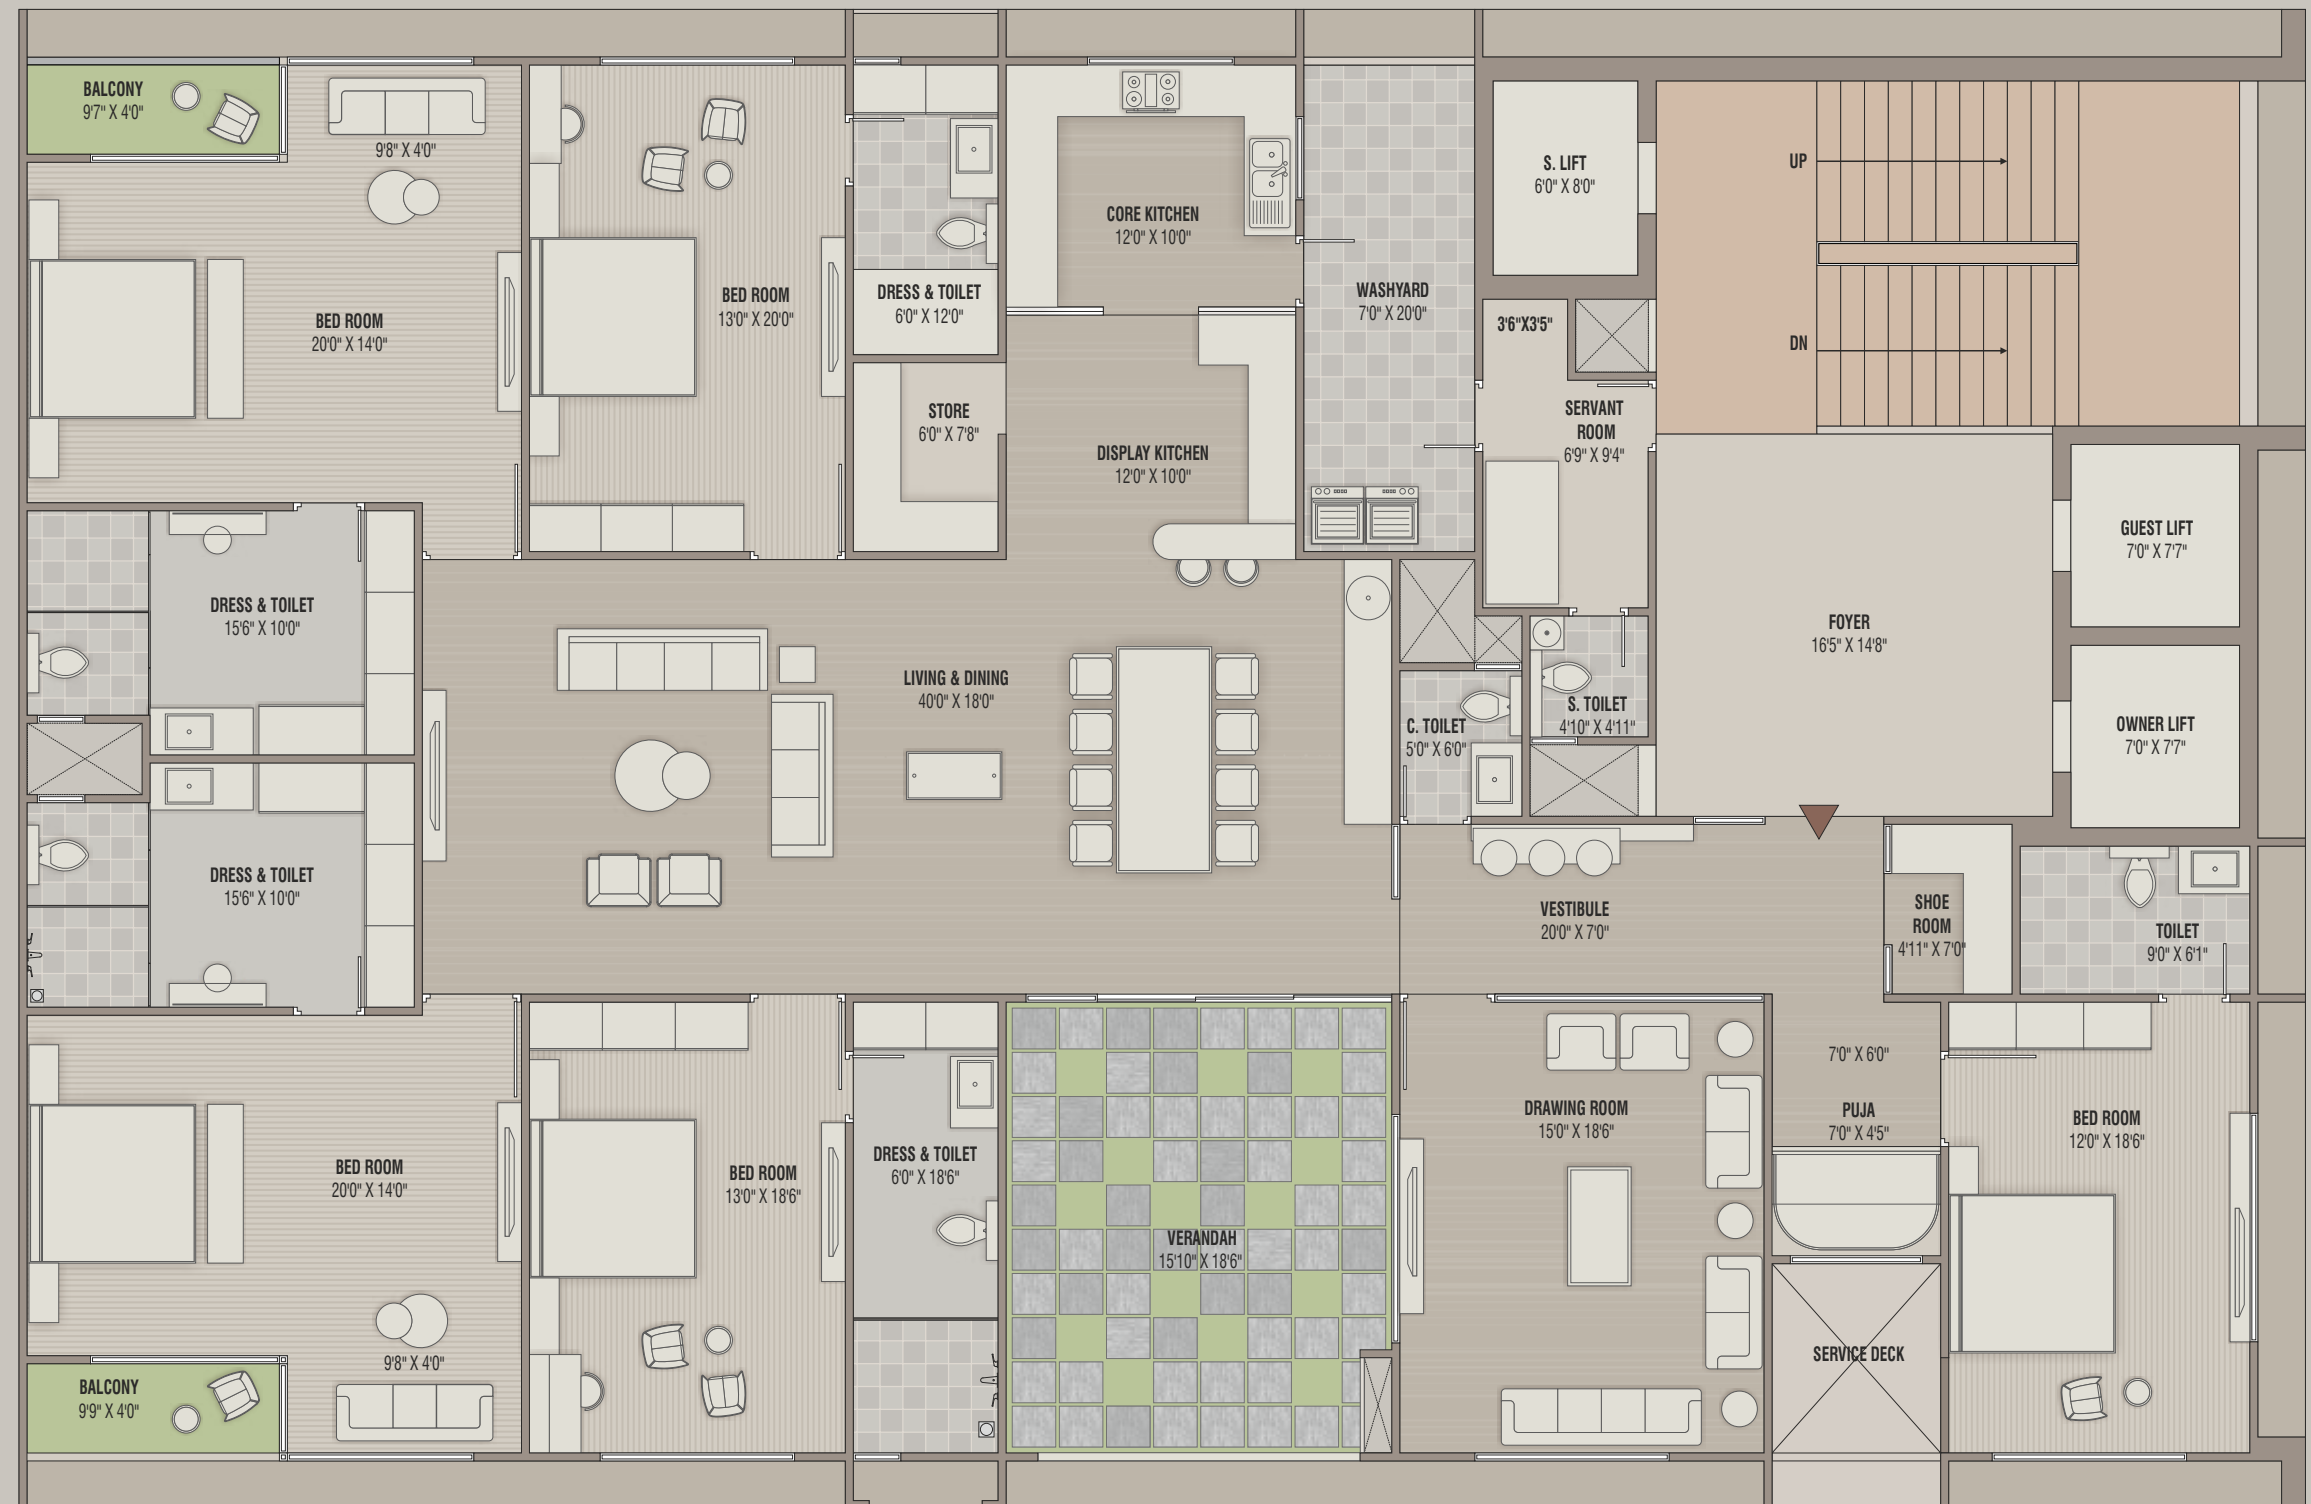 BALCONY
9'7" X 4'0"
9'8" X 4'0"
BED ROOM
20'0" X 14'0"
BED ROOM
13'0" X 20'0"
DRESS & TOILET
6'0" X 12'0"
STORE
6'0" X 7'8"
CORE KITCHEN
12'0" X 10'0"
DISPLAY KITCHEN
12'0" X 10'0"
WASHYARD
7'0" X 20'0"
S. LIFT
6'0" X 8'0"
UP
DN
3'6"X3'5"
SERVANT
ROOM
6'9" X 9'4"
GUEST LIFT
7'0" X 7'7"
FOYER
16'5" X 14'8"
OWNER LIFT
7'0" X 7'7"
DRESS & TOILET
15'6" X 10'0"
LIVING & DINING
40'0" X 18'0"
C. TOILET
5'0" X 6'0"
S. TOILET
4'10" X 4'11"
DRESS & TOILET
15'6" X 10'0"
VESTIBULE
20'0" X 7'0"
SHOE
ROOM
4'11" X 7'0"
TOILET
9'0" X 6'1"
BED ROOM
20'0" X 14'0"
9'8" X 4'0"
BALCONY
9'9" X 4'0"
BED ROOM
13'0" X 18'6"
DRESS & TOILET
6'0" X 18'6"
VERANDAH
15'10" X 18'6"
DRAWING ROOM
15'0" X 18'6"
7'0" X 6'0"
PUJA
7'0" X 4'5"
SERVICE DECK
BED ROOM
12'0" X 18'6"